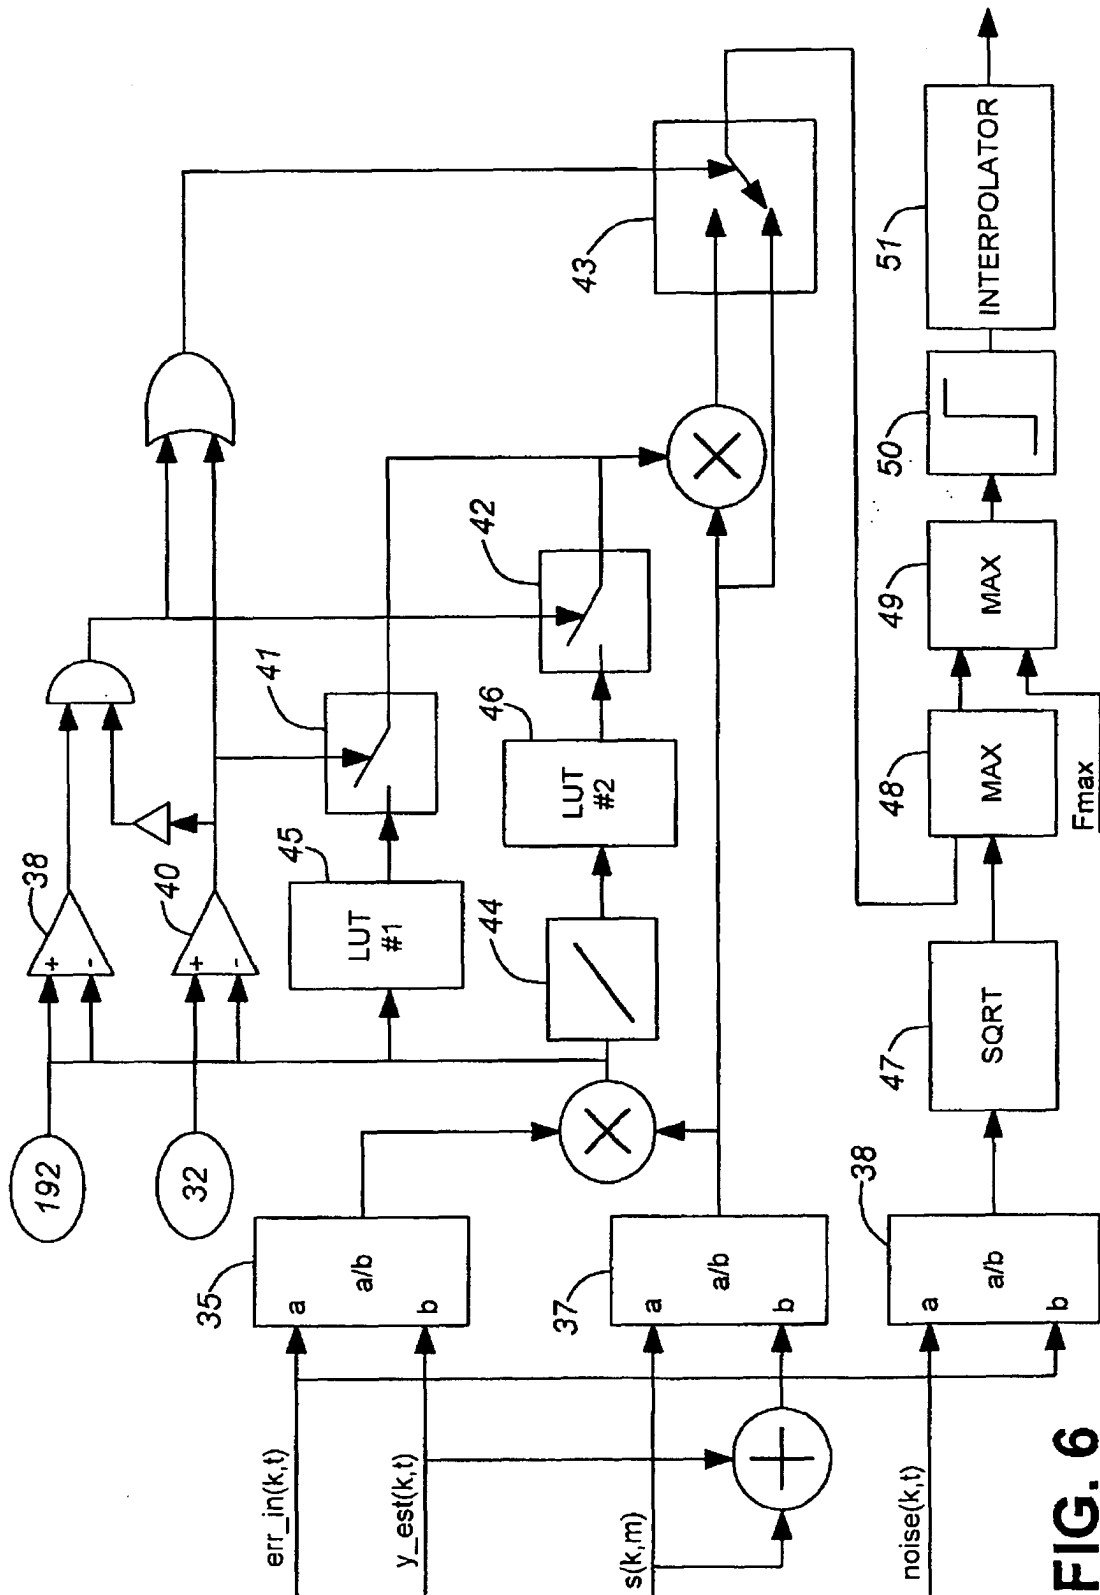 192
32
38
+
-
40
+
-
41
42
43
45
LUT
#1
46
LUT
#2
44
35
a
a/b
b
37
a
a/b
b
38
a
a/b
b
47
SQRT
48
MAX
49
MAX
50
51
INTERPOLATOR
Fmax
err_in(k,t)
y_est(k,t)
s(k,m)
noise(k,t)
FIG. 6